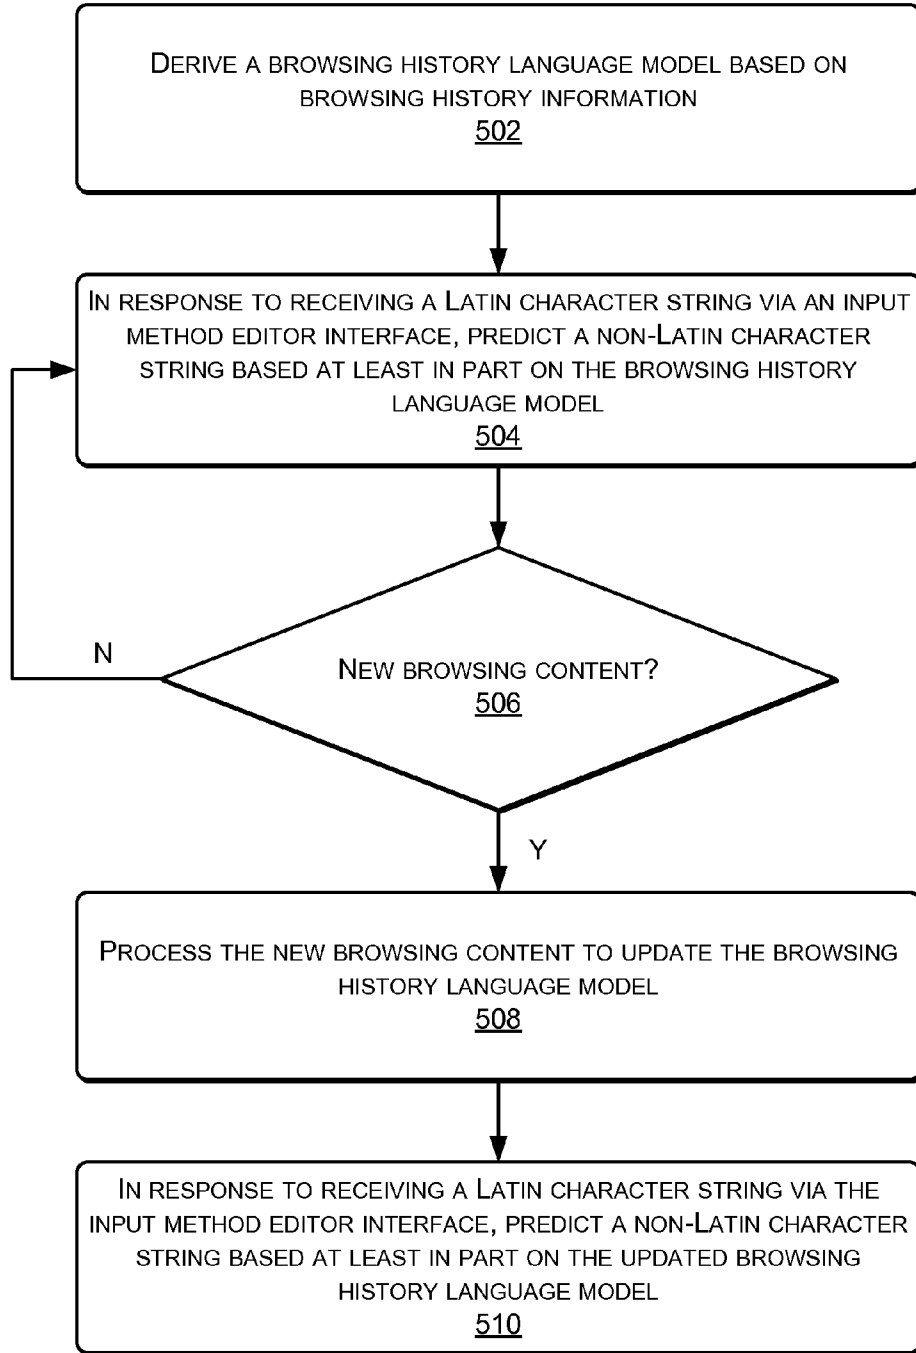 DERIVE A BROWSING HISTORY LANGUAGE MODEL BASED ON
BROWSING HISTORY INFORMATION
502
IN RESPONSE TO RECEIVING A LATIN CHARACTER STRING VIA AN INPUT
METHOD EDITOR INTERFACE, PREDICT A NON-LATIN CHARACTER
STRING BASED AT LEAST IN PART ON THE BROWSING HISTORY
LANGUAGE MODEL
504
N
NEW BROWSING CONTENT?
506
Y
PROCESS THE NEW BROWSING CONTENT TO UPDATE THE BROWSING
HISTORY LANGUAGE MODEL
508
IN RESPONSE TO RECEIVING A LATIN CHARACTER STRING VIA THE
INPUT METHOD EDITOR INTERFACE, PREDICT A NON-LATIN CHARACTER
STRING BASED AT LEAST IN PART ON THE UPDATED BROWSING
HISTORY LANGUAGE MODEL
510